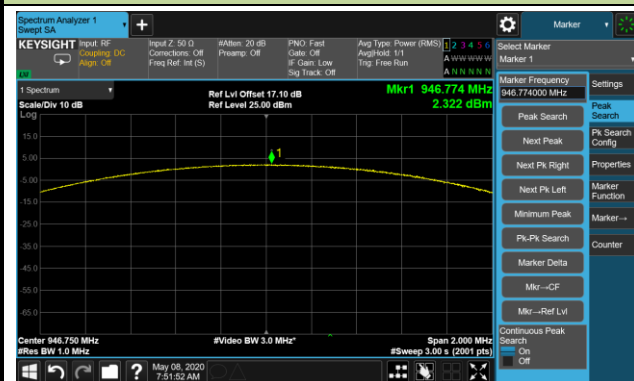 Spectrum Analyzer 1
Swept SA
+
Marker
KEYSIGHT
Input: RF
Coupling: DC
Align: Off
Input Z: 50 Ω
Corrections: Off
Freq Ref: Int (S)
#Atten: 20 dB
Preamp: Off
PNO: Fast
Gate: Off
IF Gain: Low
Sig Track: Off
Avg Type: Power (RMS)
Avg|Hold: 1/1
Trig: Free Run
1 2 3 4 5 6
A W W W W W
A N N N N N
LW
Select Marker
Marker 1
1 Spectrum
Scale/Div 10 dB
Log
Ref Lvl Offset 17.10 dB
Ref Level 25.00 dBm
Mkr1 946.774 MHz
2.322 dBm
15.0
5.00
-5.00
-15.0
-25.0
-35.0
-45.0
-55.0
-65.0
1
Center 946.750 MHz
#Res BW 1.0 MHz
#Video BW 3.0 MHz*
Span 2.000 MHz
#Sweep 3.00 s (2001 pts)
Marker Frequency
946.774000 MHz
Peak Search
Next Peak
Next Pk Right
Next Pk Left
Minimum Peak
Pk-Pk Search
Marker Delta
Mkr→CF
Mkr→Ref Lvl
Continuous Peak
Search
On
Off
Settings
Peak
Search
Pk Search
Config
Properties
Marker
Function
Marker→
Counter
?
May 08, 2020
7:51:52 AM